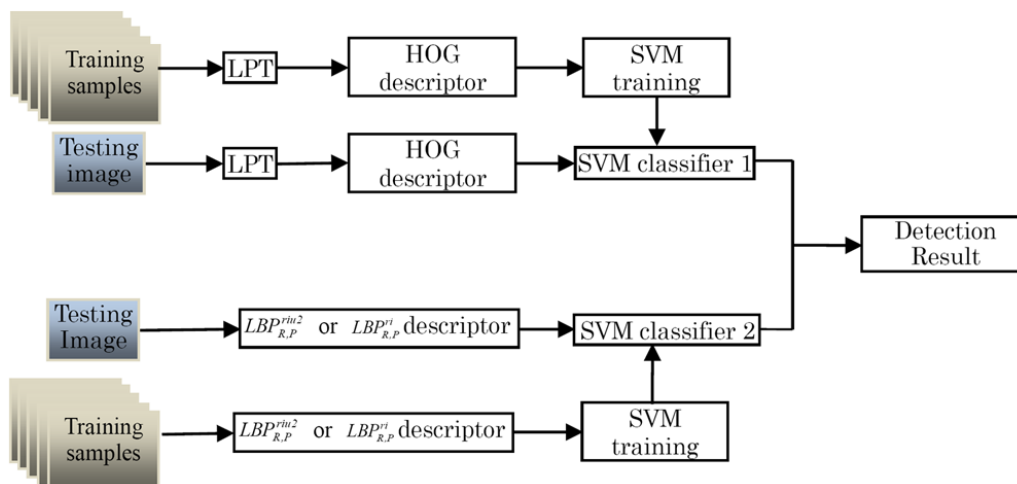 Training
samples
LPT
HOG
descriptor
SVM
training
Testing
image
LPT
HOG
descriptor
SVM classifier 1
Detection
Result
Testing
Image
LBP^{riu2}_{R,P} or LBP^{ri}_{R,P} descriptor
SVM classifier 2
Training
samples
LBP^{riu2}_{R,P} or LBP^{ri}_{R,P} descriptor
SVM
training